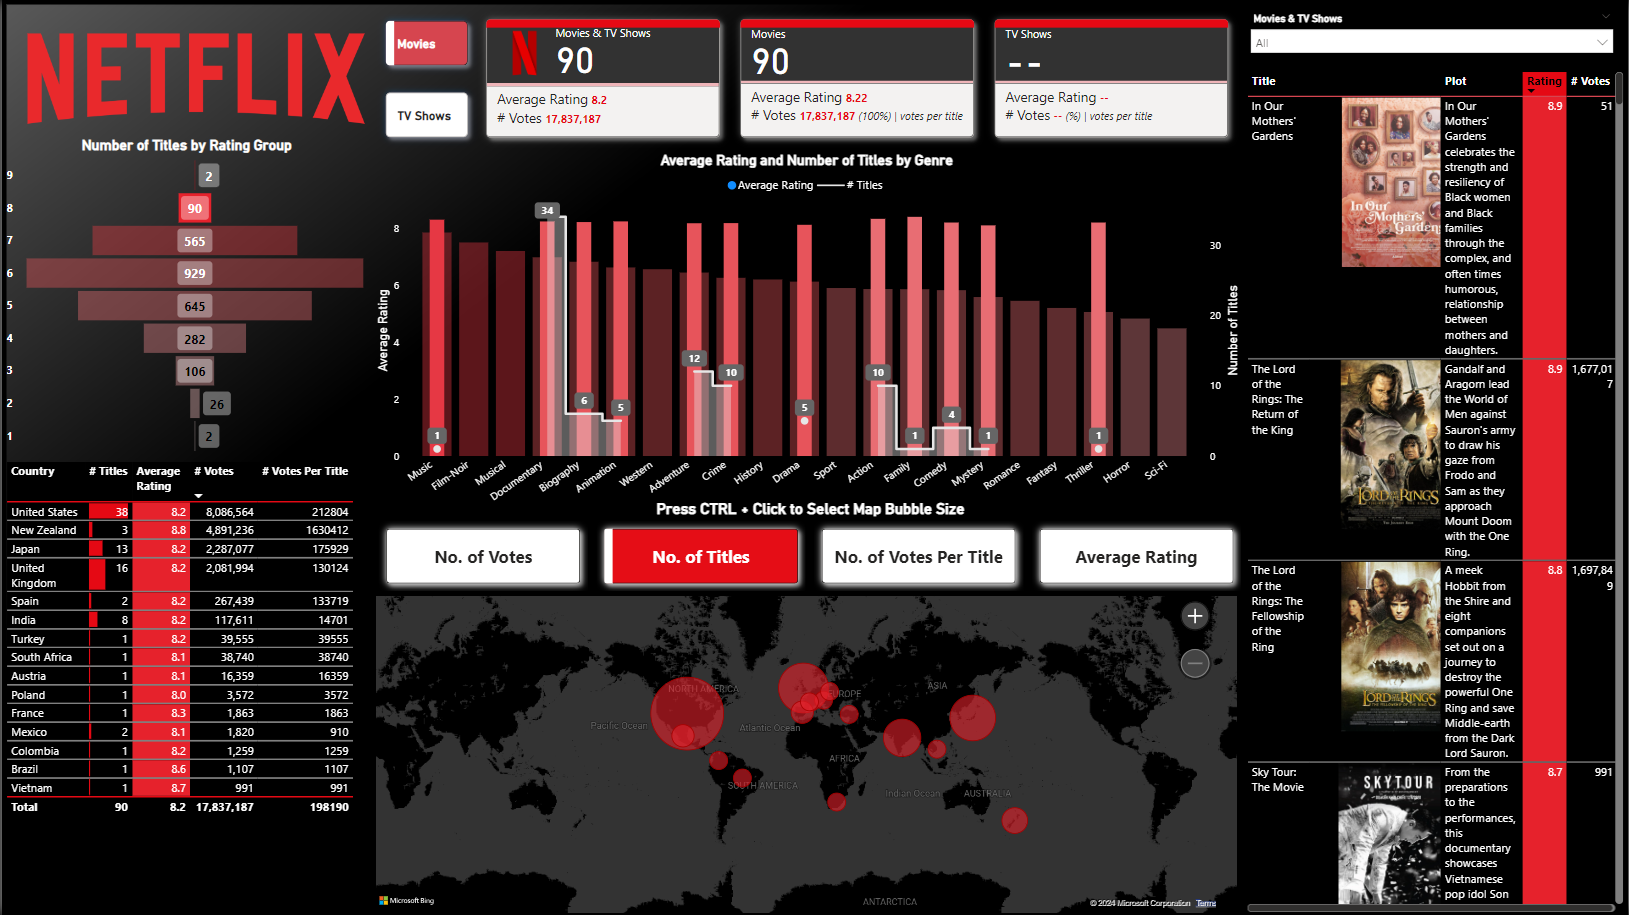 NETFLIX
Movies
TV Shows
Movies & TV Shows
90
Average Rating 8.2
# Votes 17,837,187
Movies
90
Average Rating 8.22
# Votes 17,837,187 (100%) | votes per title
TV Shows
--
Average Rating --
# Votes -- (%) | votes per title
Number of Titles by Rating Group
9 2
8 90
7 565
6 929
5 645
4 282
3 106
2 26
1 2
Country # Titles Average Rating # Votes # Votes Per Title
United States 38 8.2 8,086,564 212804
New Zealand 3 8.8 4,891,236 1630412
Japan 13 8.2 2,287,077 175929
United Kingdom 16 8.2 2,081,994 130124
Spain 2 8.2 267,439 133719
India 8 8.2 117,611 14701
Turkey 1 8.2 39,555 39555
South Africa 1 8.1 38,740 38740
Austria 1 8.1 16,359 16359
Poland 1 8.0 3,572 3572
France 1 8.3 1,863 1863
Mexico 2 8.1 1,820 910
Colombia 1 8.2 1,259 1259
Brazil 1 8.6 1,107 1107
Vietnam 1 8.7 991 991
Total 90 8.2 17,837,187 198190
Average Rating and Number of Titles by Genre
Average Rating # Titles
Average Rating
8
6
4
2
0
34
1
6
5
12
10
5
10
1
4
1
1
30
20
10
0
Number of Titles
Music
Film-Noir
Musical
Documentary
Biography
Animation
Western
Adventure
Crime
History
Drama
Sport
Action
Family
Comedy
Mystery
Romance
Fantasy
Thriller
Horror
Sci-Fi
Press CTRL + Click to Select Map Bubble Size
No. of Votes
No. of Titles
No. of Votes Per Title
Average Rating
NORTH AMERICA
EUROPE
ASIA
Pacific Ocean
Atlantic Ocean
AFRICA
SOUTH AMERICA
Indian Ocean
AUSTRALIA
ANTARCTICA
Microsoft Bing
© 2024 Microsoft Corporation Terms
Movies & TV Shows
All
Title Plot Rating # Votes
In Our
Mothers'
Gardens
In Our
Mothers'
Gardens
In Our
Mothers'
Gardens
celebrates the
strength and
resiliency of
Black women
and Black
families
through the
complex, and
often times
humorous,
relationship
between
mothers and
daughters.
8.9
51
The Lord
of the
Rings: The
Return of
the King
LORD OF THE RINGS
Gandalf and
Aragorn lead
the World of
Men against
Sauron's army
to draw his
gaze from
Frodo and
Sam as they
approach
Mount Doom
with the One
Ring.
8.9
1,677,01
7
The Lord
of the
Rings: The
Fellowship
of the
Ring
LORD OF THE RINGS
A meek
Hobbit from
the Shire and
eight
companions
set out on a
journey to
destroy the
powerful One
Ring and save
Middle-earth
from the Dark
Lord Sauron.
8.8
1,697,84
9
Sky Tour:
The Movie
SKYTOUR
From the
preparations
to the
performances,
this
documentary
showcases
Vietnamese
pop idol Son
8.7
991